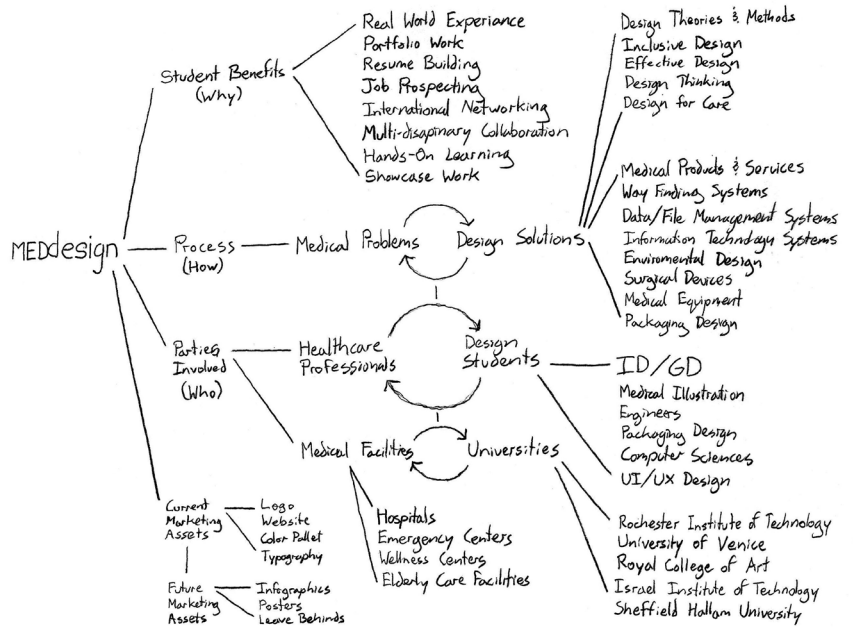 Real World Experiance
Portfolio Work
Resume Building
Job Prospecting
International Networking
Multi-disapinary Collaboration
Hands-On Learning
Showcase Work
Student Benefits
(Why)
Design Theories & Methods
Inclusive Design
Effective Design
Design Thinking
Design for Care
Medical Products & Services
Way Finding Systems
Data/File Management Systems
Information Technology Systems
Enviromental Design
Surgical Devices
Medical Equipment
Packaging Design
MEDdesign
Process
(How)
Medical Problems
Design Solutions
Parties
Involved
(Who)
Healthcare
Professionals
Design
Students
ID/GD
Medical Illustration
Engineers
Packaging Design
Computer Sciences
UI/UX Design
Medical Facilities
Universities
Hospitals
Emergency Centers
Wellness Centers
Elderly Care Facilities
Rochester Institute of Technology
University of Venice
Royal College of Art
Israel Institute of Technology
Sheffield Hallam University
Current
Marketing
Assets
Logo
Website
Color Pallet
Typography
Future
Marketing
Assets
Infographics
Posters
Leave Behinds